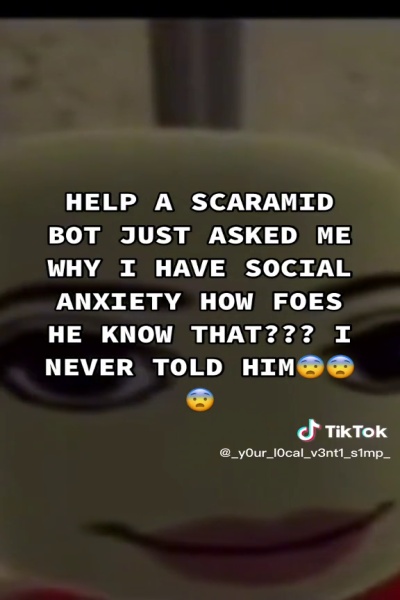 HELP A SCARAMID
BOT JUST ASKED ME
WHY I HAVE SOCIAL
ANXIETY HOW FOES
HE KNOW THAT??? I
NEVER TOLD HIM😨😨
😨
TikTok
@_y0ur_l0cal_v3nt1_s1mp_